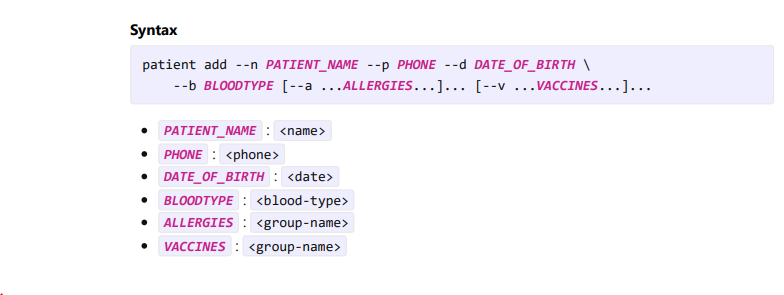 Syntax
patient add --n PATIENT_NAME --p PHONE --d DATE_OF_BIRTH \
--b BLOODTYPE [--a ...ALLERGIES...]... [--v ...VACCINES...]...
• PATIENT_NAME : <name>
• PHONE : <phone>
• DATE_OF_BIRTH : <date>
• BLOODTYPE : <blood-type>
• ALLERGIES : <group-name>
• VACCINES : <group-name>